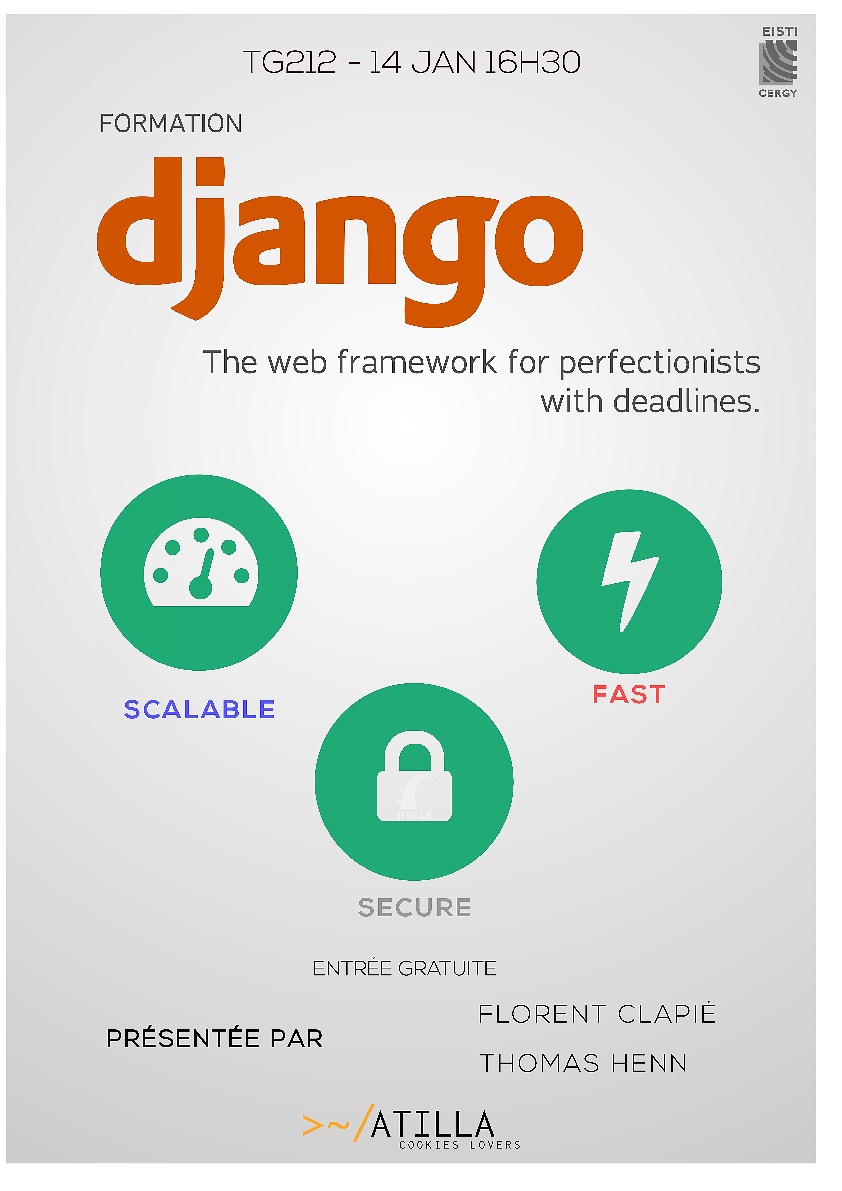 EISTI
TG212 - 14 JAN 16H30
CERGY
FORMATION
django
The web framework for perfectionists
with deadlines.
SCALABLE
FAST
RAILS
SECURE
ENTRÉE GRATUITE
PRÉSENTÉE PAR
FLORENT CLAPIÉ
THOMAS HENN
>~/ATILLA
COOKIES LOVERS